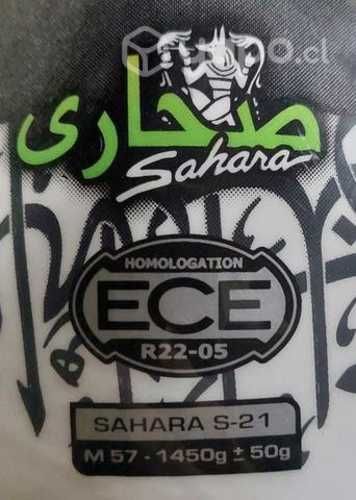 صحارى
Sahara
HOMOLOGATION
ECE
R22-05
SAHARA S-21
M 57 - 1450g ± 50g